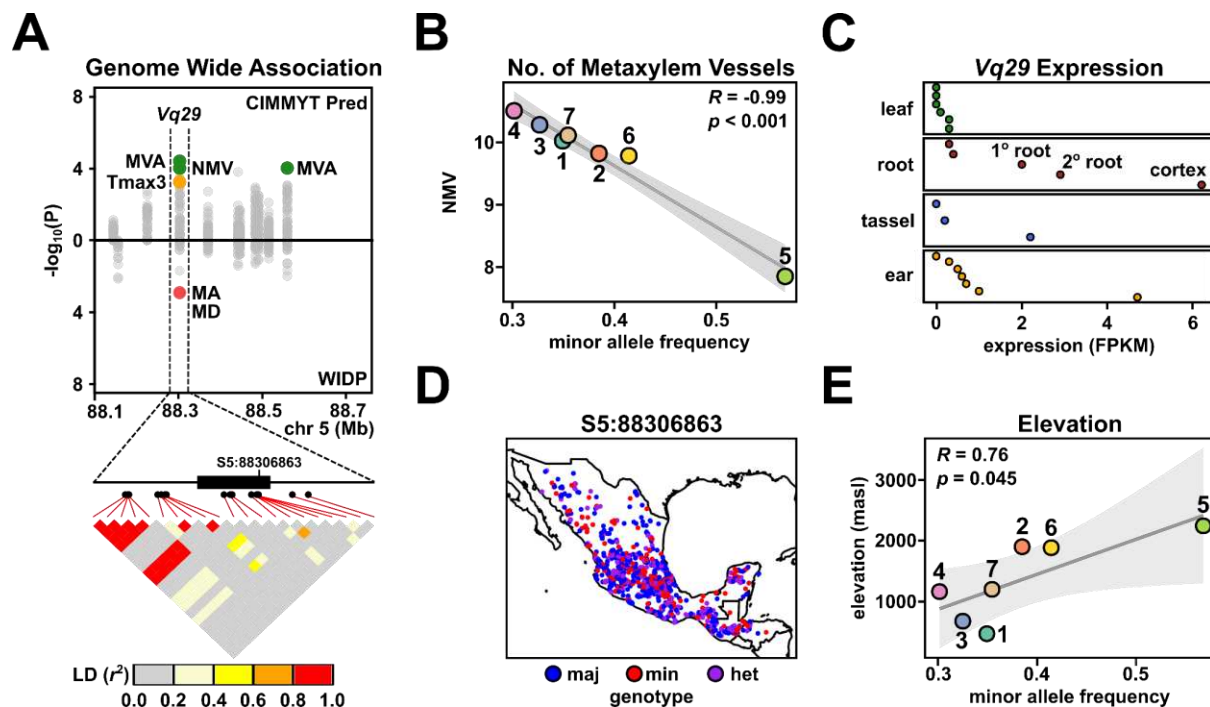 A
Genome Wide Association
8
4
0
4
8
-log10(P)
Vq29
CIMMYT Pred
MVA
NMV
Tmax3
MVA
MA
MD
WIDP
88.1
88.3
88.5
88.7
chr 5 (Mb)
S5:88306863
LD (r²)
0.0 0.2 0.4 0.6 0.8 1.0
B
No. of Metaxylem Vessels
R = -0.99
p < 0.001
10
9
8
NMV
4
3
7
1
2
6
5
0.3
0.4
0.5
minor allele frequency
C
Vq29 Expression
leaf
root
1° root
2° root
cortex
tassel
ear
0
2
4
6
expression (FPKM)
D
S5:88306863
maj
min
het
genotype
E
Elevation
R = 0.76
p = 0.045
3000
2000
1000
elevation (masl)
4
3
7
1
2
6
5
0.3
0.4
0.5
minor allele frequency